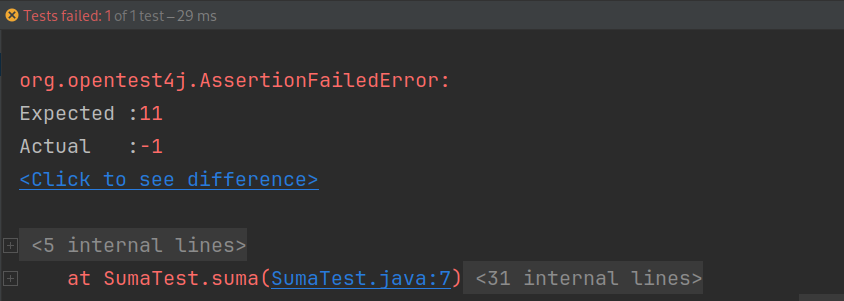 Tests failed: 1 of 1 test – 29 ms
org.opentest4j.AssertionFailedError:
Expected :11
Actual   :-1
<Click to see difference>
<5 internal lines>
at SumaTest.suma(SumaTest.java:7) <31 internal lines>